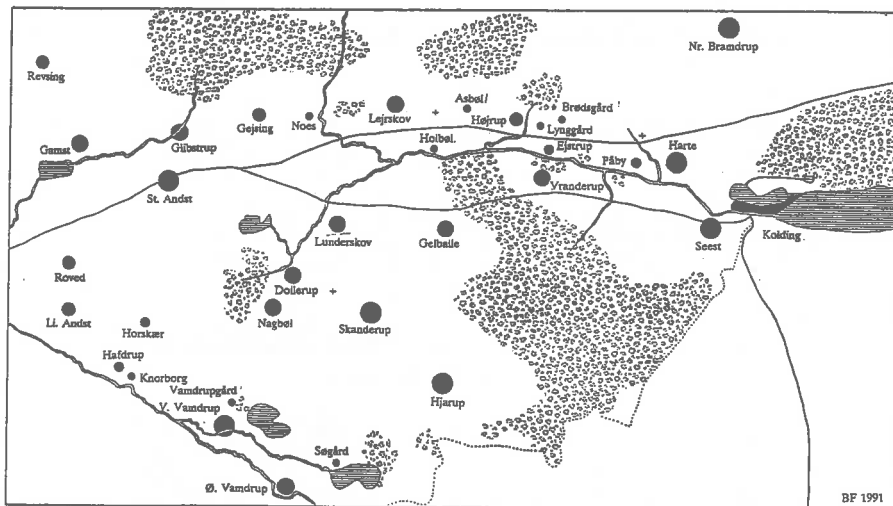 Nr. Bramdrup
Revsing
Lejrskov
Asbøl
Højrup
Brødsgård
Lynggård
Gejsing
Noes
Gamst
Gübstrup
Holbøl.
Ejstrup
Påby
Harte
St. Andst
Vranderup
Lunderskov
Gelballe
Seest
Kolding
Roved
Dollerup
Li. Andst
Horskær
Nagbøl
Skanderup
Hafdrup
Knorborg
Vamdrupgård
V. Vamdrup
Hjarup
Søgård
Ø. Vamdrup
BF 1991